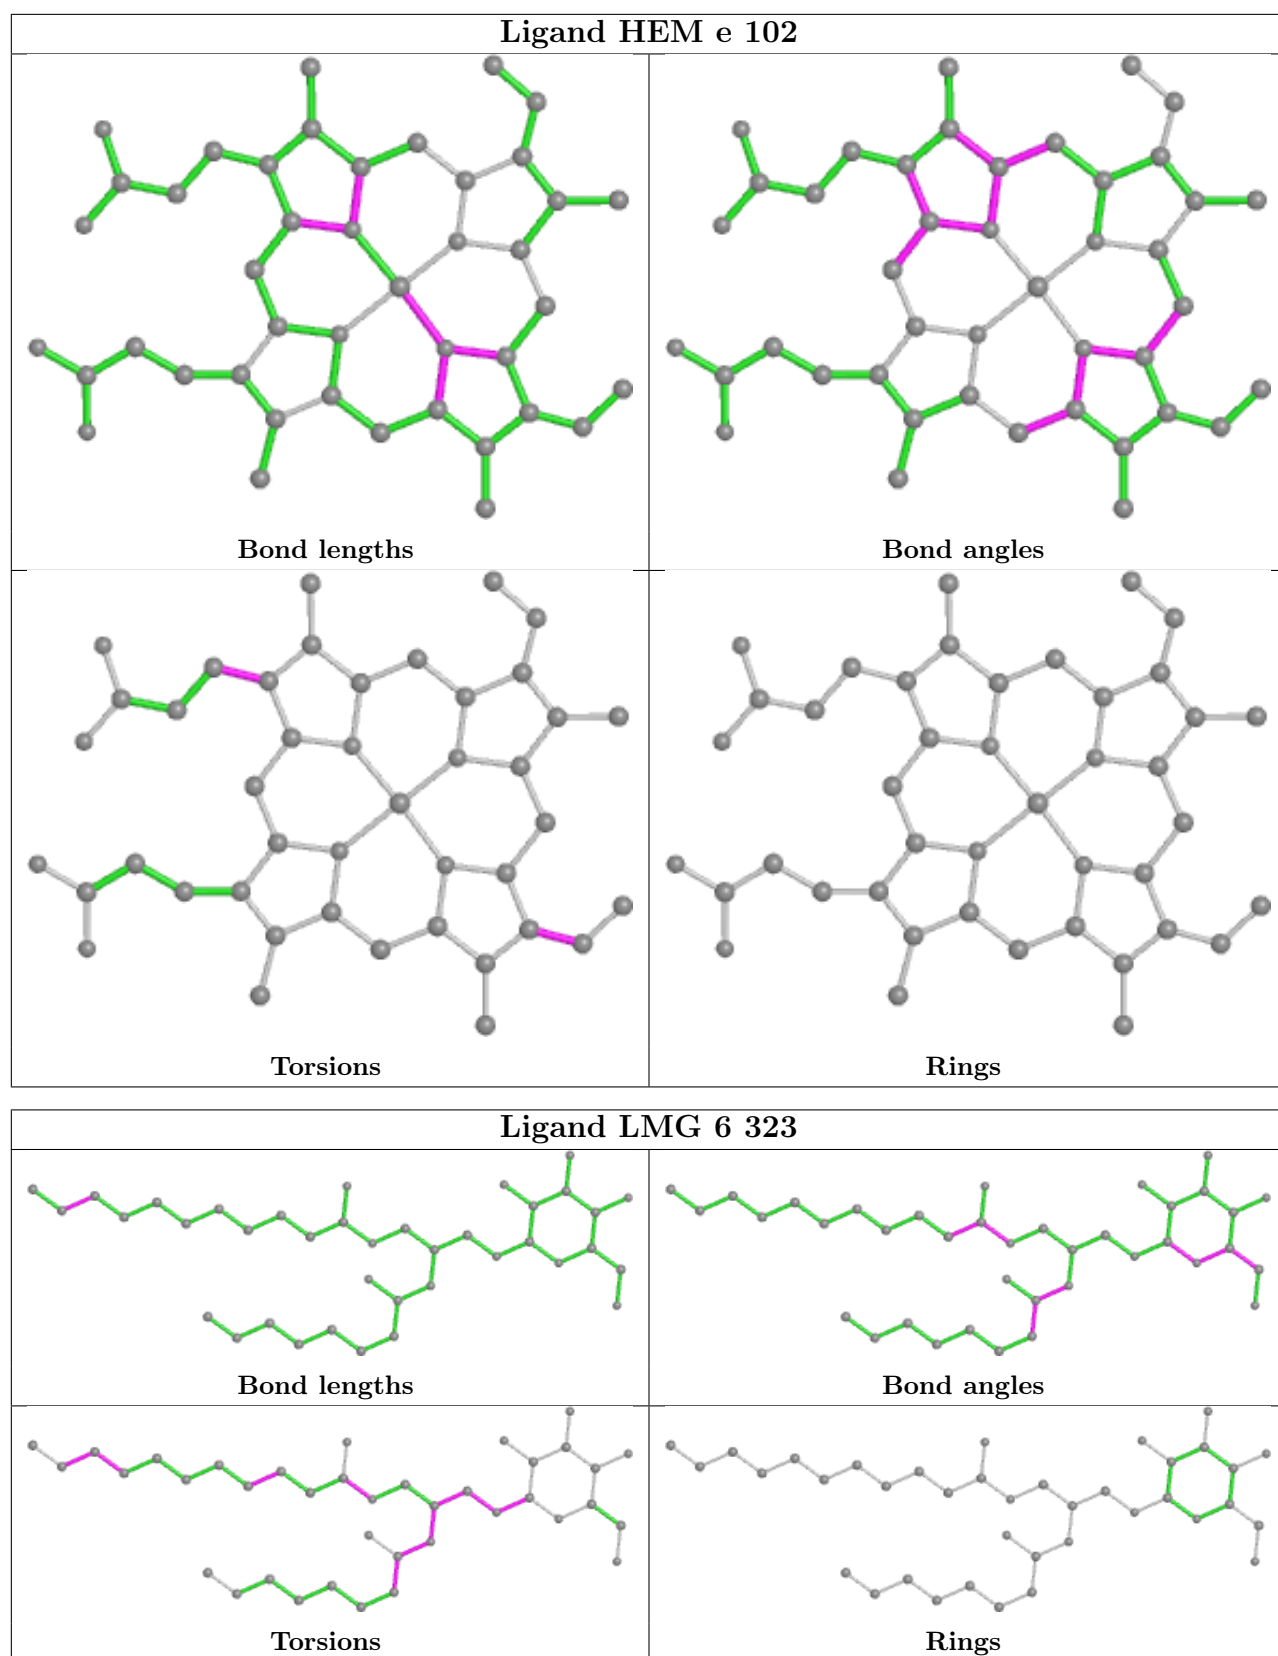 Ligand HEM e 102
Bond lengths
Bond angles
Torsions
Rings
Ligand LMG 6 323
Bond lengths
Bond angles
Torsions
Rings